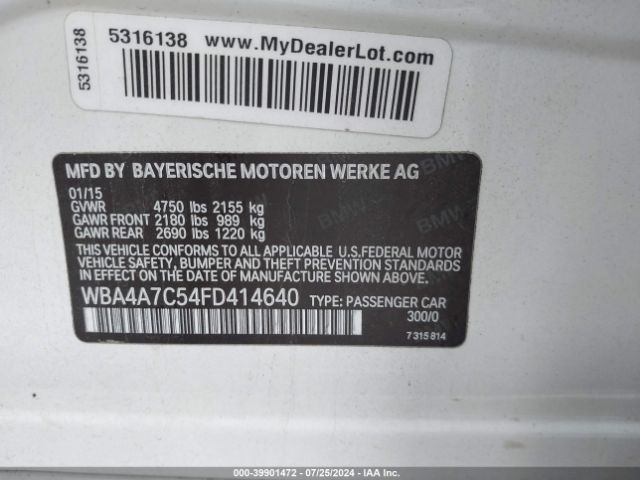 5316138
5316138 www.MyDealerLot.com
MFD BY BAYERISCHE MOTOREN WERKE AG
01/15
GVWR 4750 lbs 2155 kg
GAWR FRONT 2180 lbs 989 kg
GAWR REAR 2690 lbs 1220 kg
THIS VEHICLE CONFORMS TO ALL APPLICABLE U.S.FEDERAL MOTOR
VEHICLE SAFETY, BUMPER AND THEFT PREVENTION STANDARDS
IN EFFECT ON THE DATE OF MANUFACTURE SHOWN ABOVE.
WBA4A7C54FD414640 TYPE: PASSENGER CAR
300/0
7315814
000-39901472 - 07/25/2024 - IAA Inc.